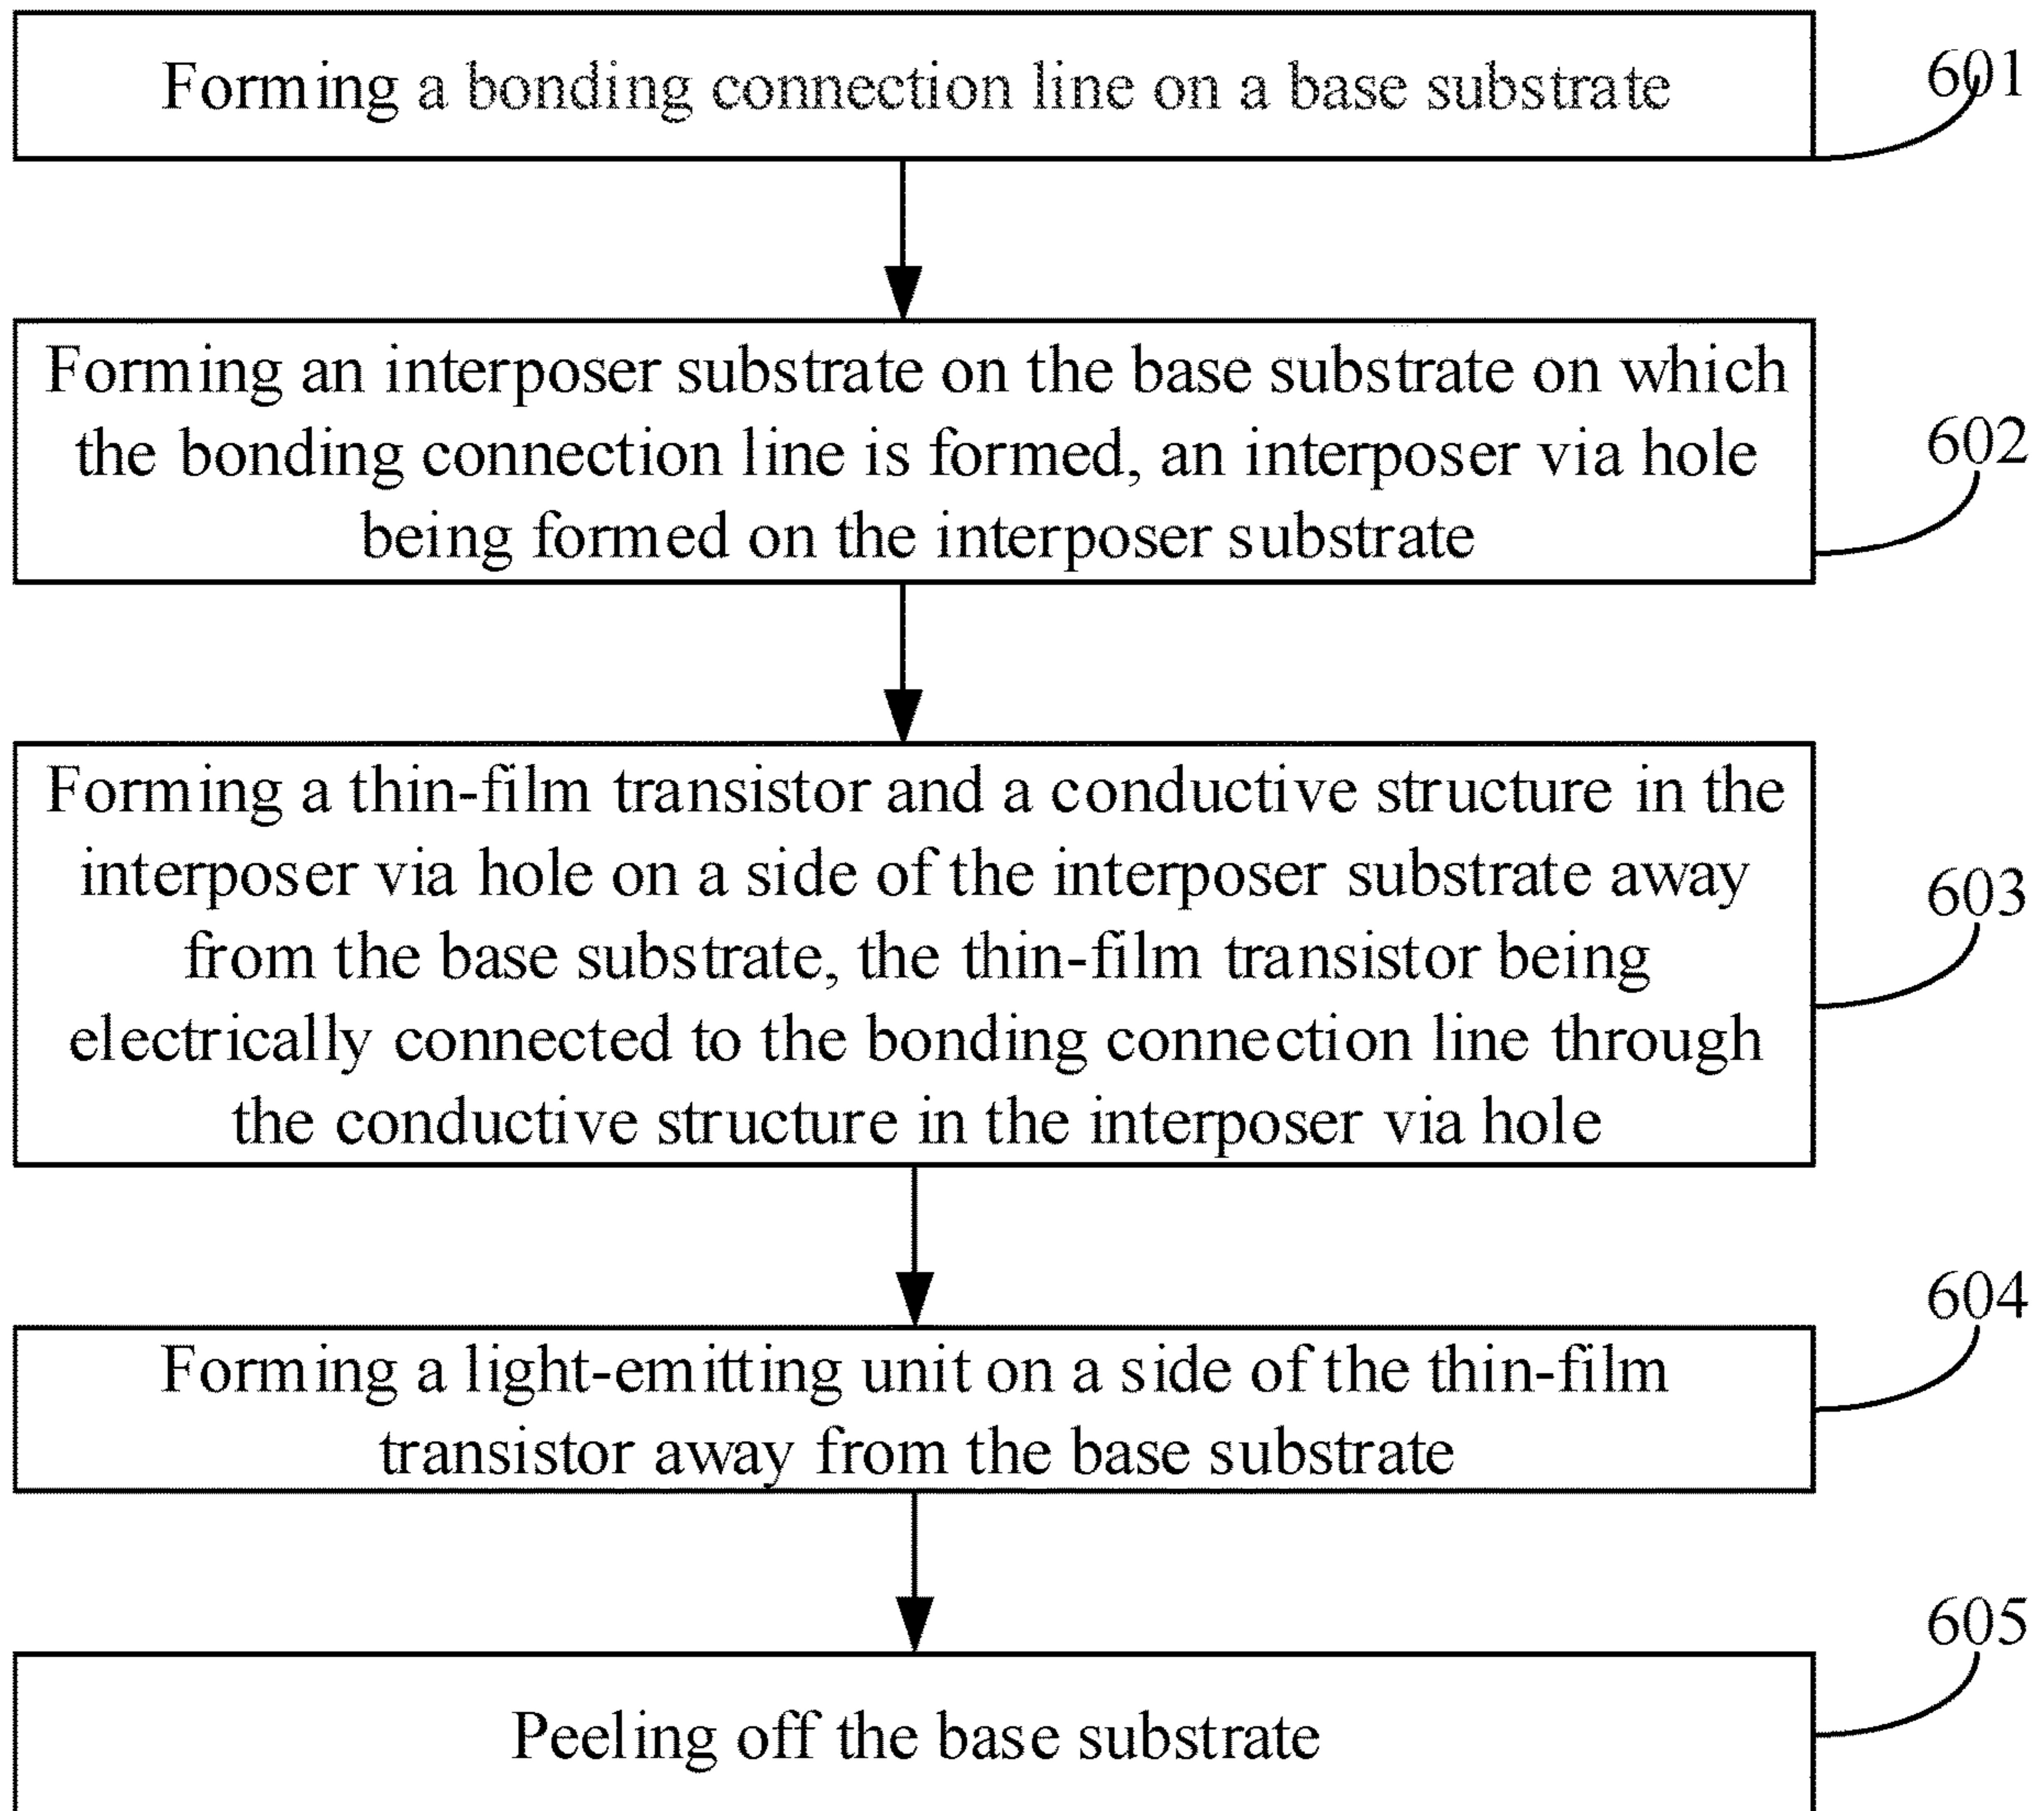 Forming a bonding connection line on a base substrate
601
Forming an interposer substrate on the base substrate on which
the bonding connection line is formed, an interposer via hole
being formed on the interposer substrate
602
Forming a thin-film transistor and a conductive structure in the
interposer via hole on a side of the interposer substrate away
from the base substrate, the thin-film transistor being
electrically connected to the bonding connection line through
the conductive structure in the interposer via hole
603
Forming a light-emitting unit on a side of the thin-film
transistor away from the base substrate
604
Peeling off the base substrate
605